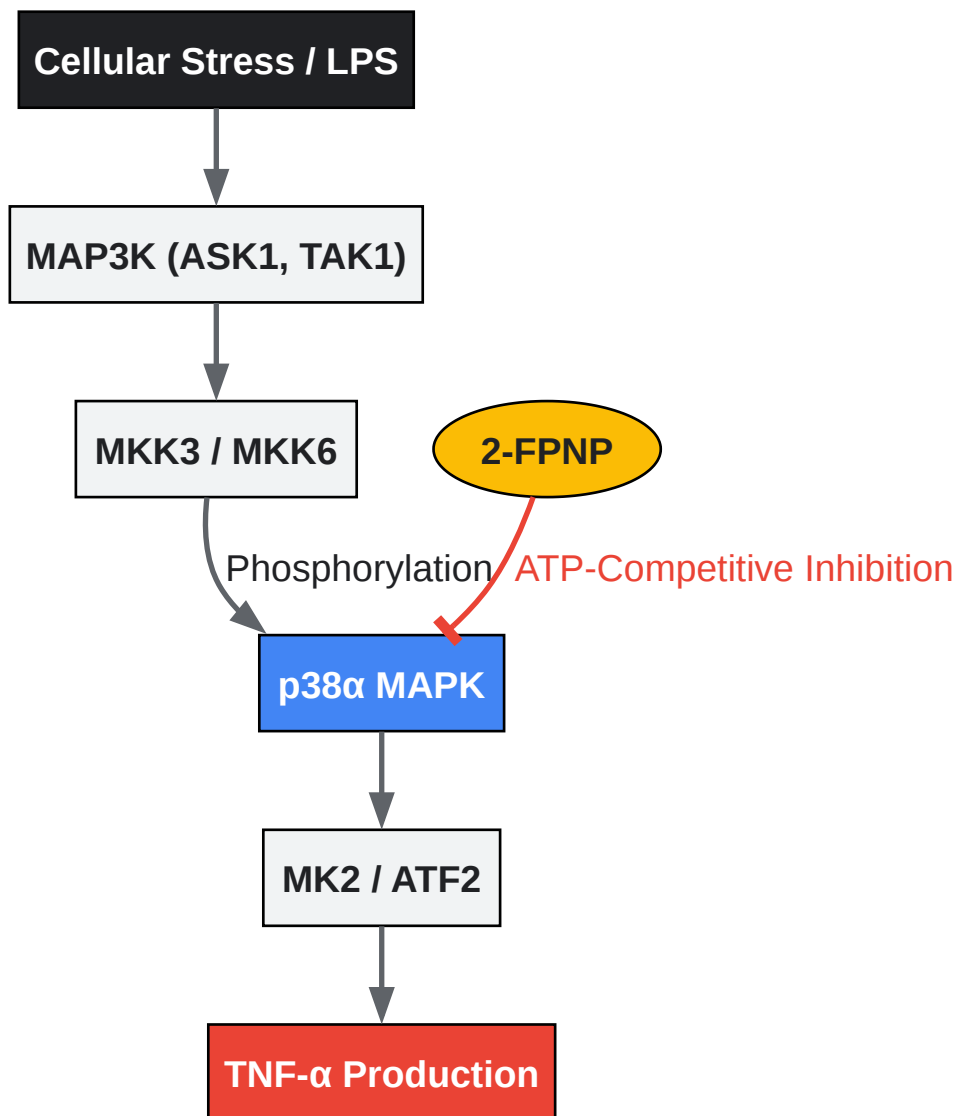 Cellular Stress / LPS
MAP3K (ASK1, TAK1)
MKK3 / MKK6
2-FPNP
Phosphorylation
ATP-Competitive Inhibition
p38α MAPK
MK2 / ATF2
TNF-α Production